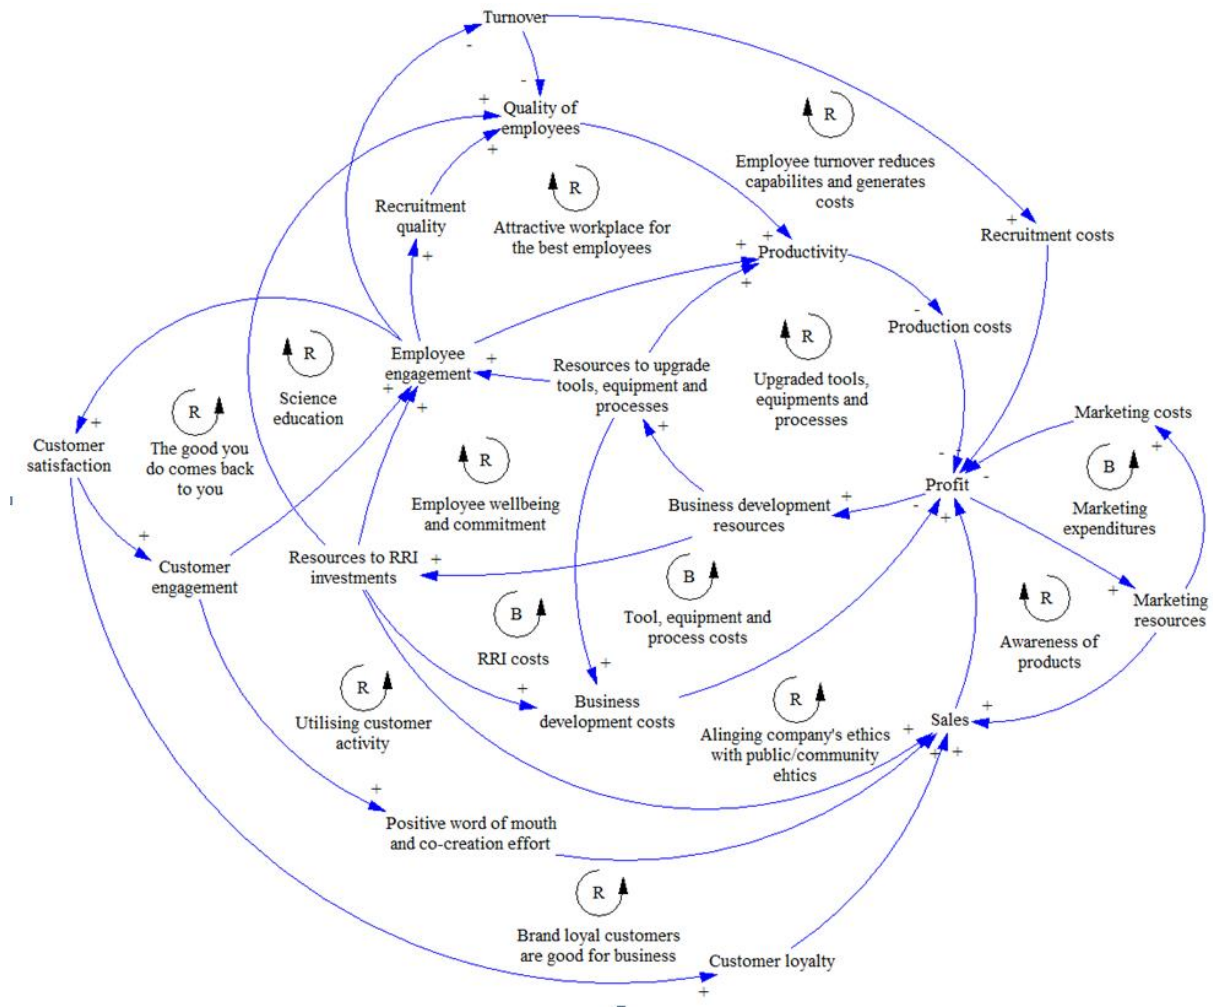 Turnover
-
-
+
Quality of
employees
+
R
Employee turnover reduces
capabilites and generates
costs
R
Attractive workplace for
the best employees
Recruitment
quality
+
+
Recruitment costs
+
+
Productivity
+
-
Production costs
R
Science
education
Employee
engagement
+
+
+
Resources to upgrade
tools, equipment and
processes
+
R
Upgraded tools,
equipments and
processes
R
The good you
do comes back
to you
+
Customer
satisfaction
Marketing costs
+
B
Marketing
expenditures
R
Employee wellbeing
and commitment
- -
-
Profit
-
+
Business development
resources
+
+
Customer
engagement
Resources to RRI
investments
+
B
Tool, equipment and
process costs
B
RRI costs
R
Awareness of
products
+
Marketing
resources
R
Utilising customer
activity
+
+
Business
development costs
R
Alinging company's ethics
with public/community
ehtics
+
Sales
+
+
+
+
Positive word of mouth
and co-creation effort
R
Brand loyal customers
are good for business
Customer loyalty
+